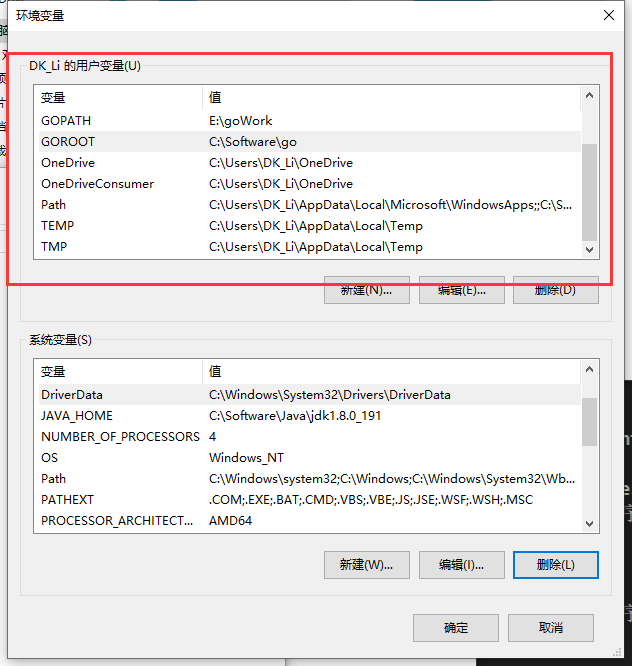 环境变量
DK_Li 的用户变量(U)
变量 值
GOPATH E:\goWork
GOROOT C:\Software\go
OneDrive C:\Users\DK_Li\OneDrive
OneDriveConsumer C:\Users\DK_Li\OneDrive
Path C:\Users\DK_Li\AppData\Local\Microsoft\WindowsApps;;C:\S...
TEMP C:\Users\DK_Li\AppData\Local\Temp
TMP C:\Users\DK_Li\AppData\Local\Temp
新建(N)... 编辑(E)... 删除(D)
系统变量(S)
变量 值
DriverData C:\Windows\System32\Drivers\DriverData
JAVA_HOME C:\Software\Java\jdk1.8.0_191
NUMBER_OF_PROCESSORS 4
OS Windows_NT
Path C:\Windows\system32;C:\Windows;C:\Windows\System32\Wb...
PATHEXT .COM;.EXE;.BAT;.CMD;.VBS;.VBE;.JS;.JSE;.WSF;.WSH;.MSC
PROCESSOR_ARCHITECT... AMD64
新建(W)... 编辑(I)... 删除(L)
确定 取消